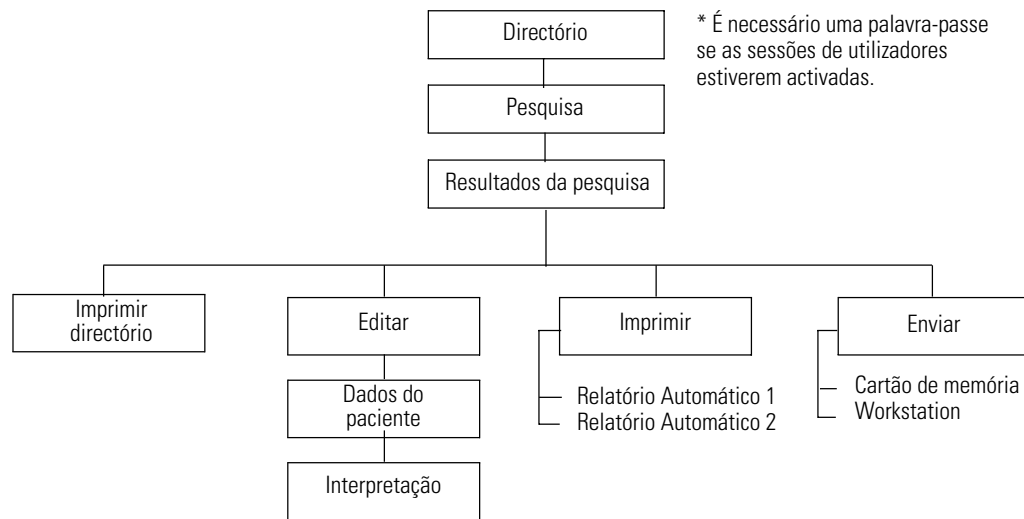 Directório
* É necessário uma palavra-passe
se as sessões de utilizadores
estiverem activadas.
Pesquisa
Resultados da pesquisa
Imprimir
directório
Editar
Imprimir
Enviar
Dados do
paciente
Relatório Automático 1
Relatório Automático 2
Cartão de memória
Workstation
Interpretação